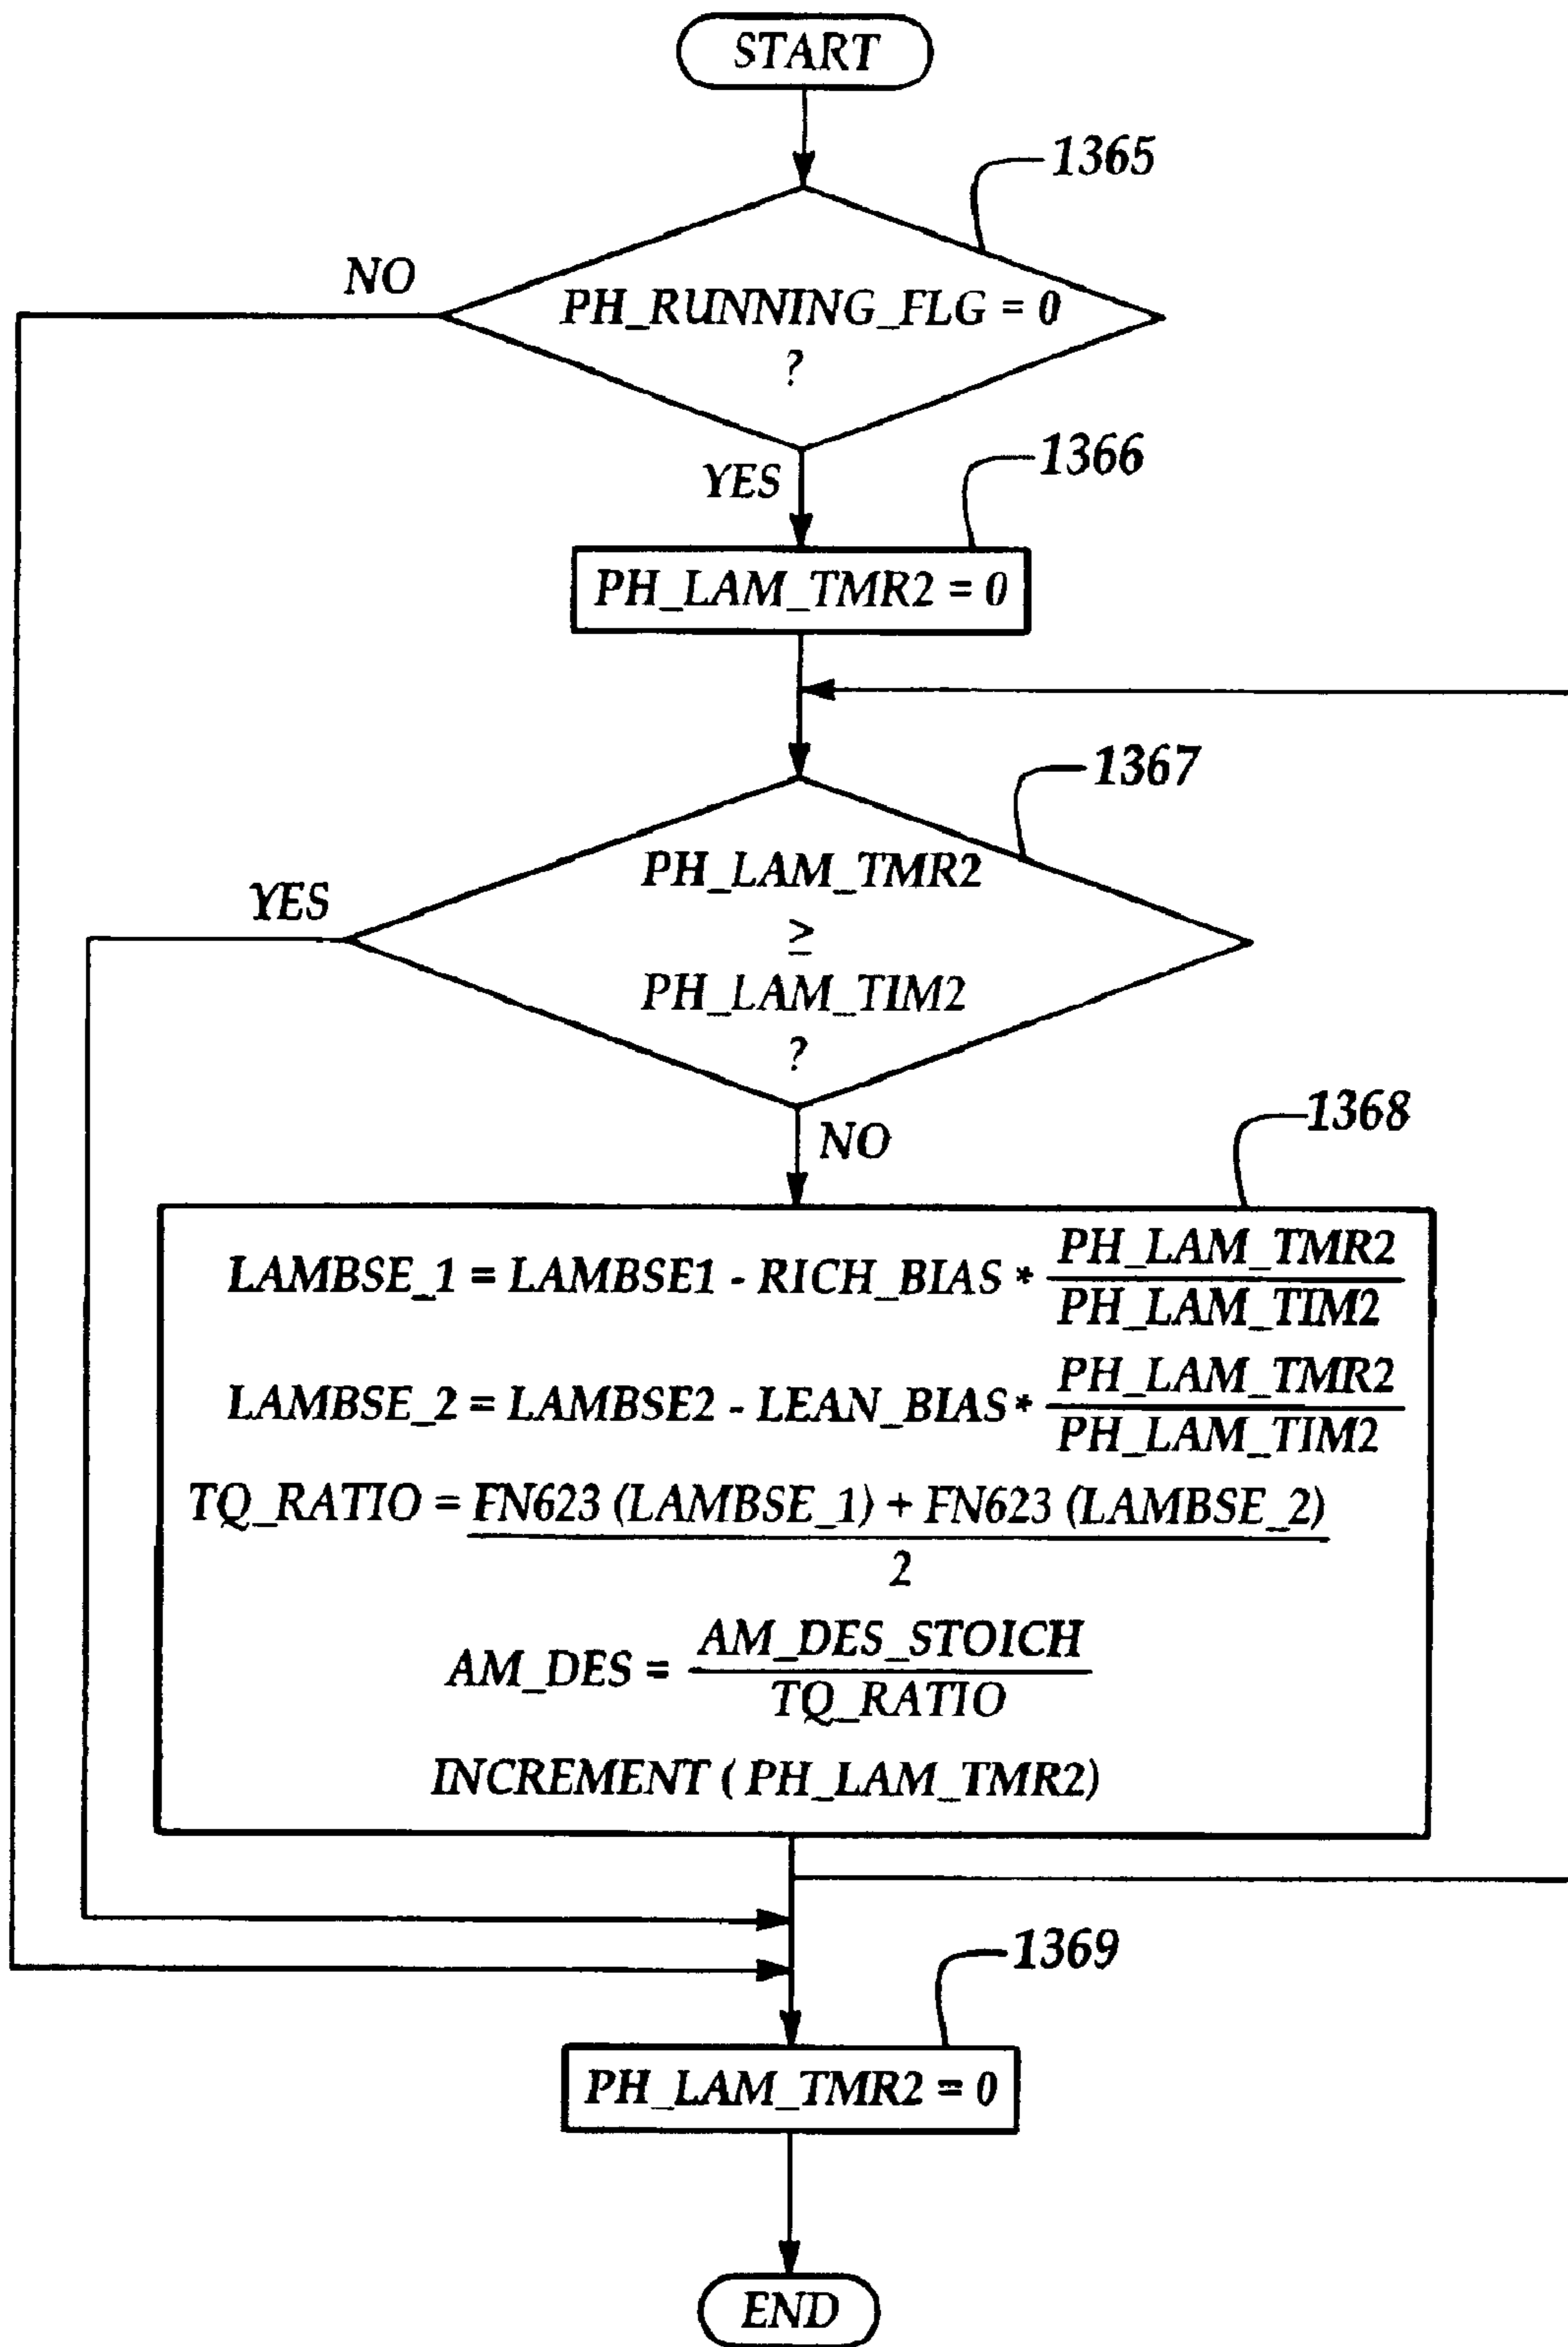 START
1365
NO
PH_RUNNING_FLG = 0
?
YES
1366
PH_LAM_TMR2 = 0
1367
YES
PH_LAM_TMR2
≥
PH_LAM_TIM2
?
NO
1368
LAMBSE_1 = LAMBSE1 - RICH_BIAS * PH_LAM_TMR2
PH_LAM_TIM2
LAMBSE_2 = LAMBSE2 - LEAN_BIAS * PH_LAM_TMR2
PH_LAM_TIM2
TQ_RATIO = FN623 (LAMBSE_1) + FN623 (LAMBSE_2)
2
AM_DES = AM_DES_STOICH
TQ_RATIO
INCREMENT ( PH_LAM_TMR2)
1369
PH_LAM_TMR2 = 0
END